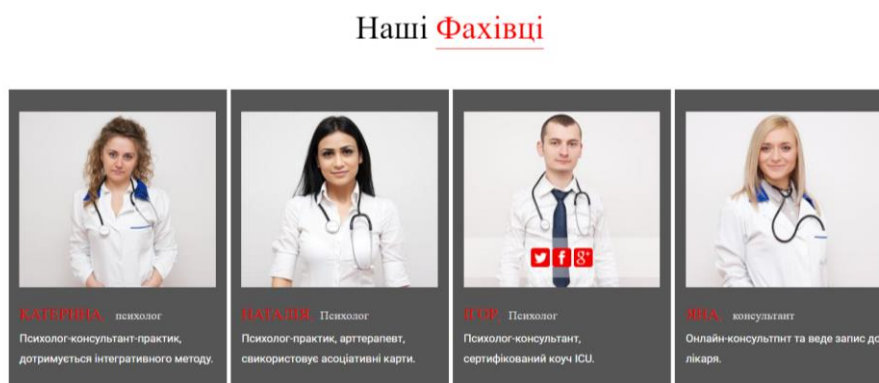 Наші Фахівці
КАТЕРИНА, психолог
Психолог-консультант-практик,
дотримується інтегративного методу.
НАТАЛІЯ, Психолог
Психолог-практик, арттерапевт,
свикористовує асоціативні карти.
ІГОР, Психолог
Психолог-консультант,
сертифікований коуч ICU.
ЯНА, консультант
Онлайн-консультпнт та веде запис до
лікаря.